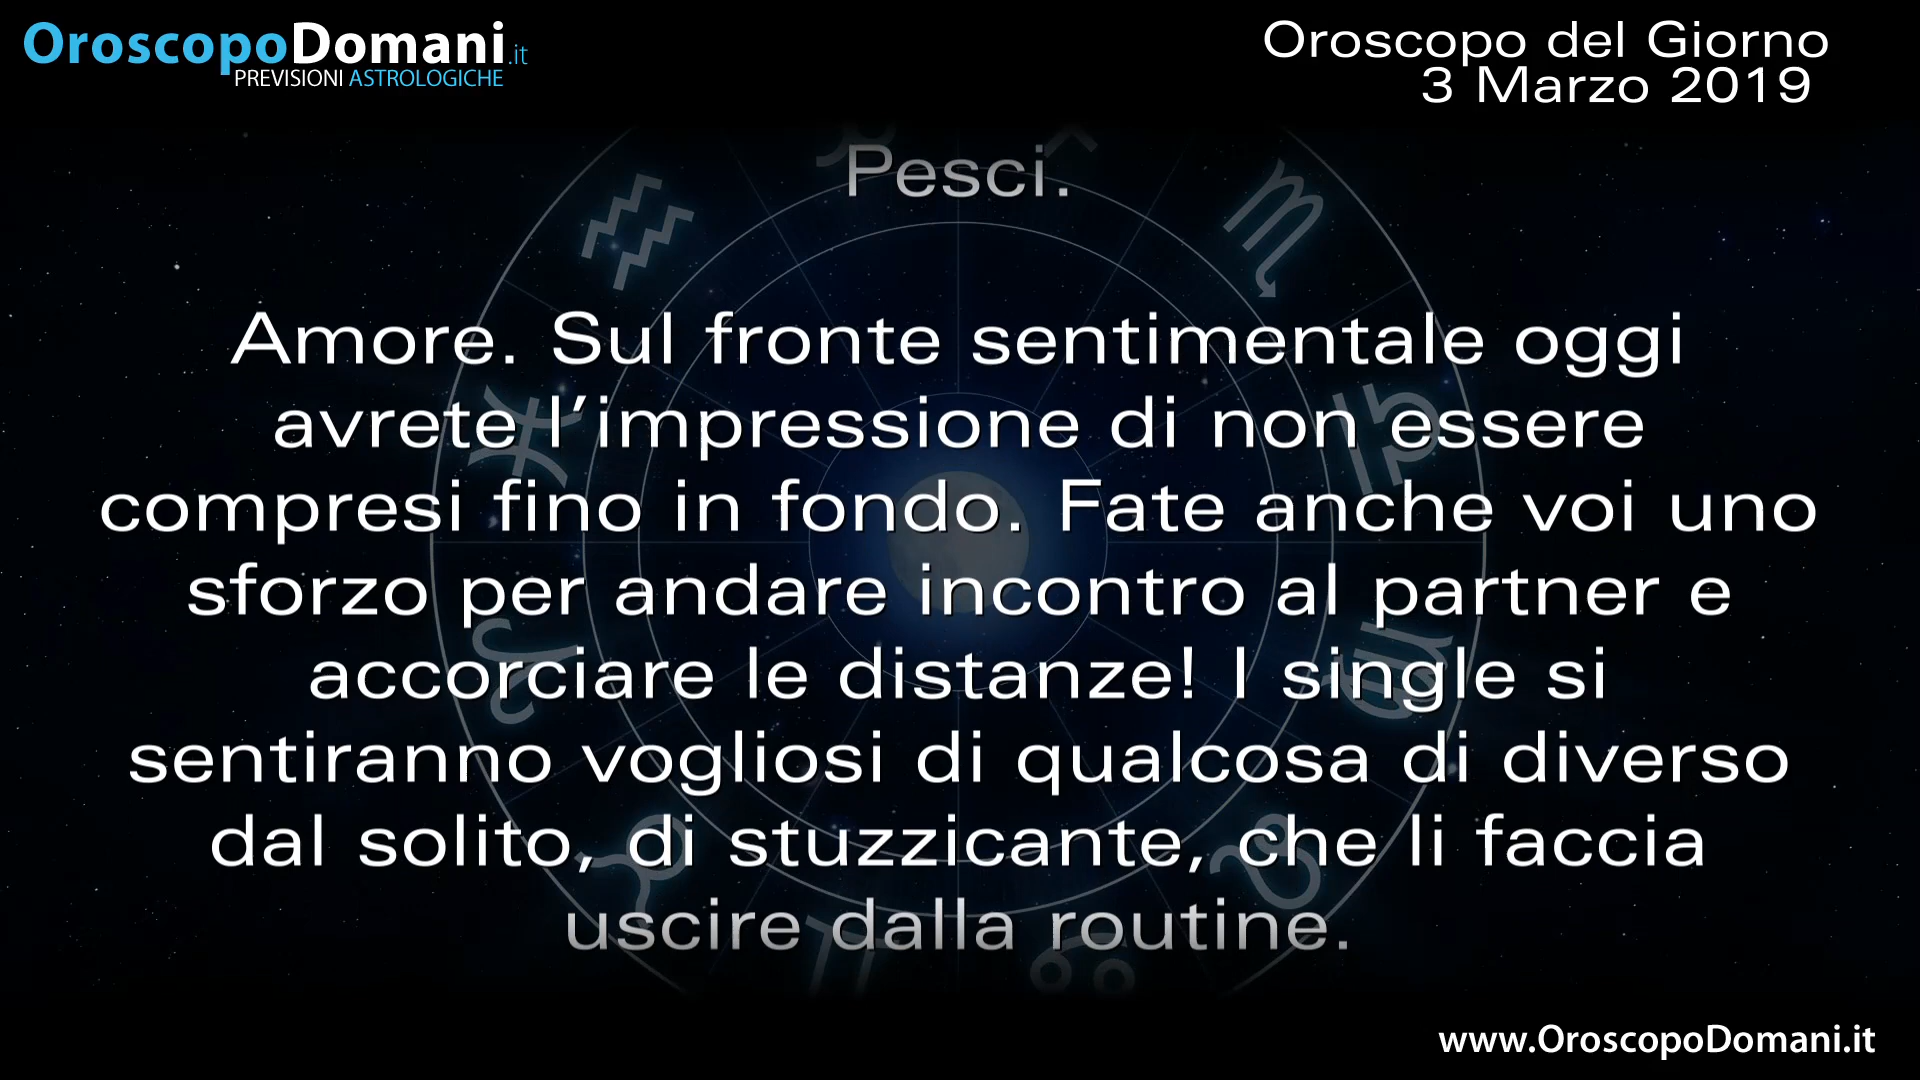 OroscopoDomani.it
PREVISIONI ASTROLOGICHE
Oroscopo del Giorno
3 Marzo 2019
Pesci.
Amore. Sul fronte sentimentale oggi
avrete l’impressione di non essere
compresi fino in fondo. Fate anche voi uno
sforzo per andare incontro al partner e
accorciare le distanze! I single si
sentiranno vogliosi di qualcosa di diverso
dal solito, di stuzzicante, che li faccia
uscire dalla routine.
www.OroscopoDomani.it